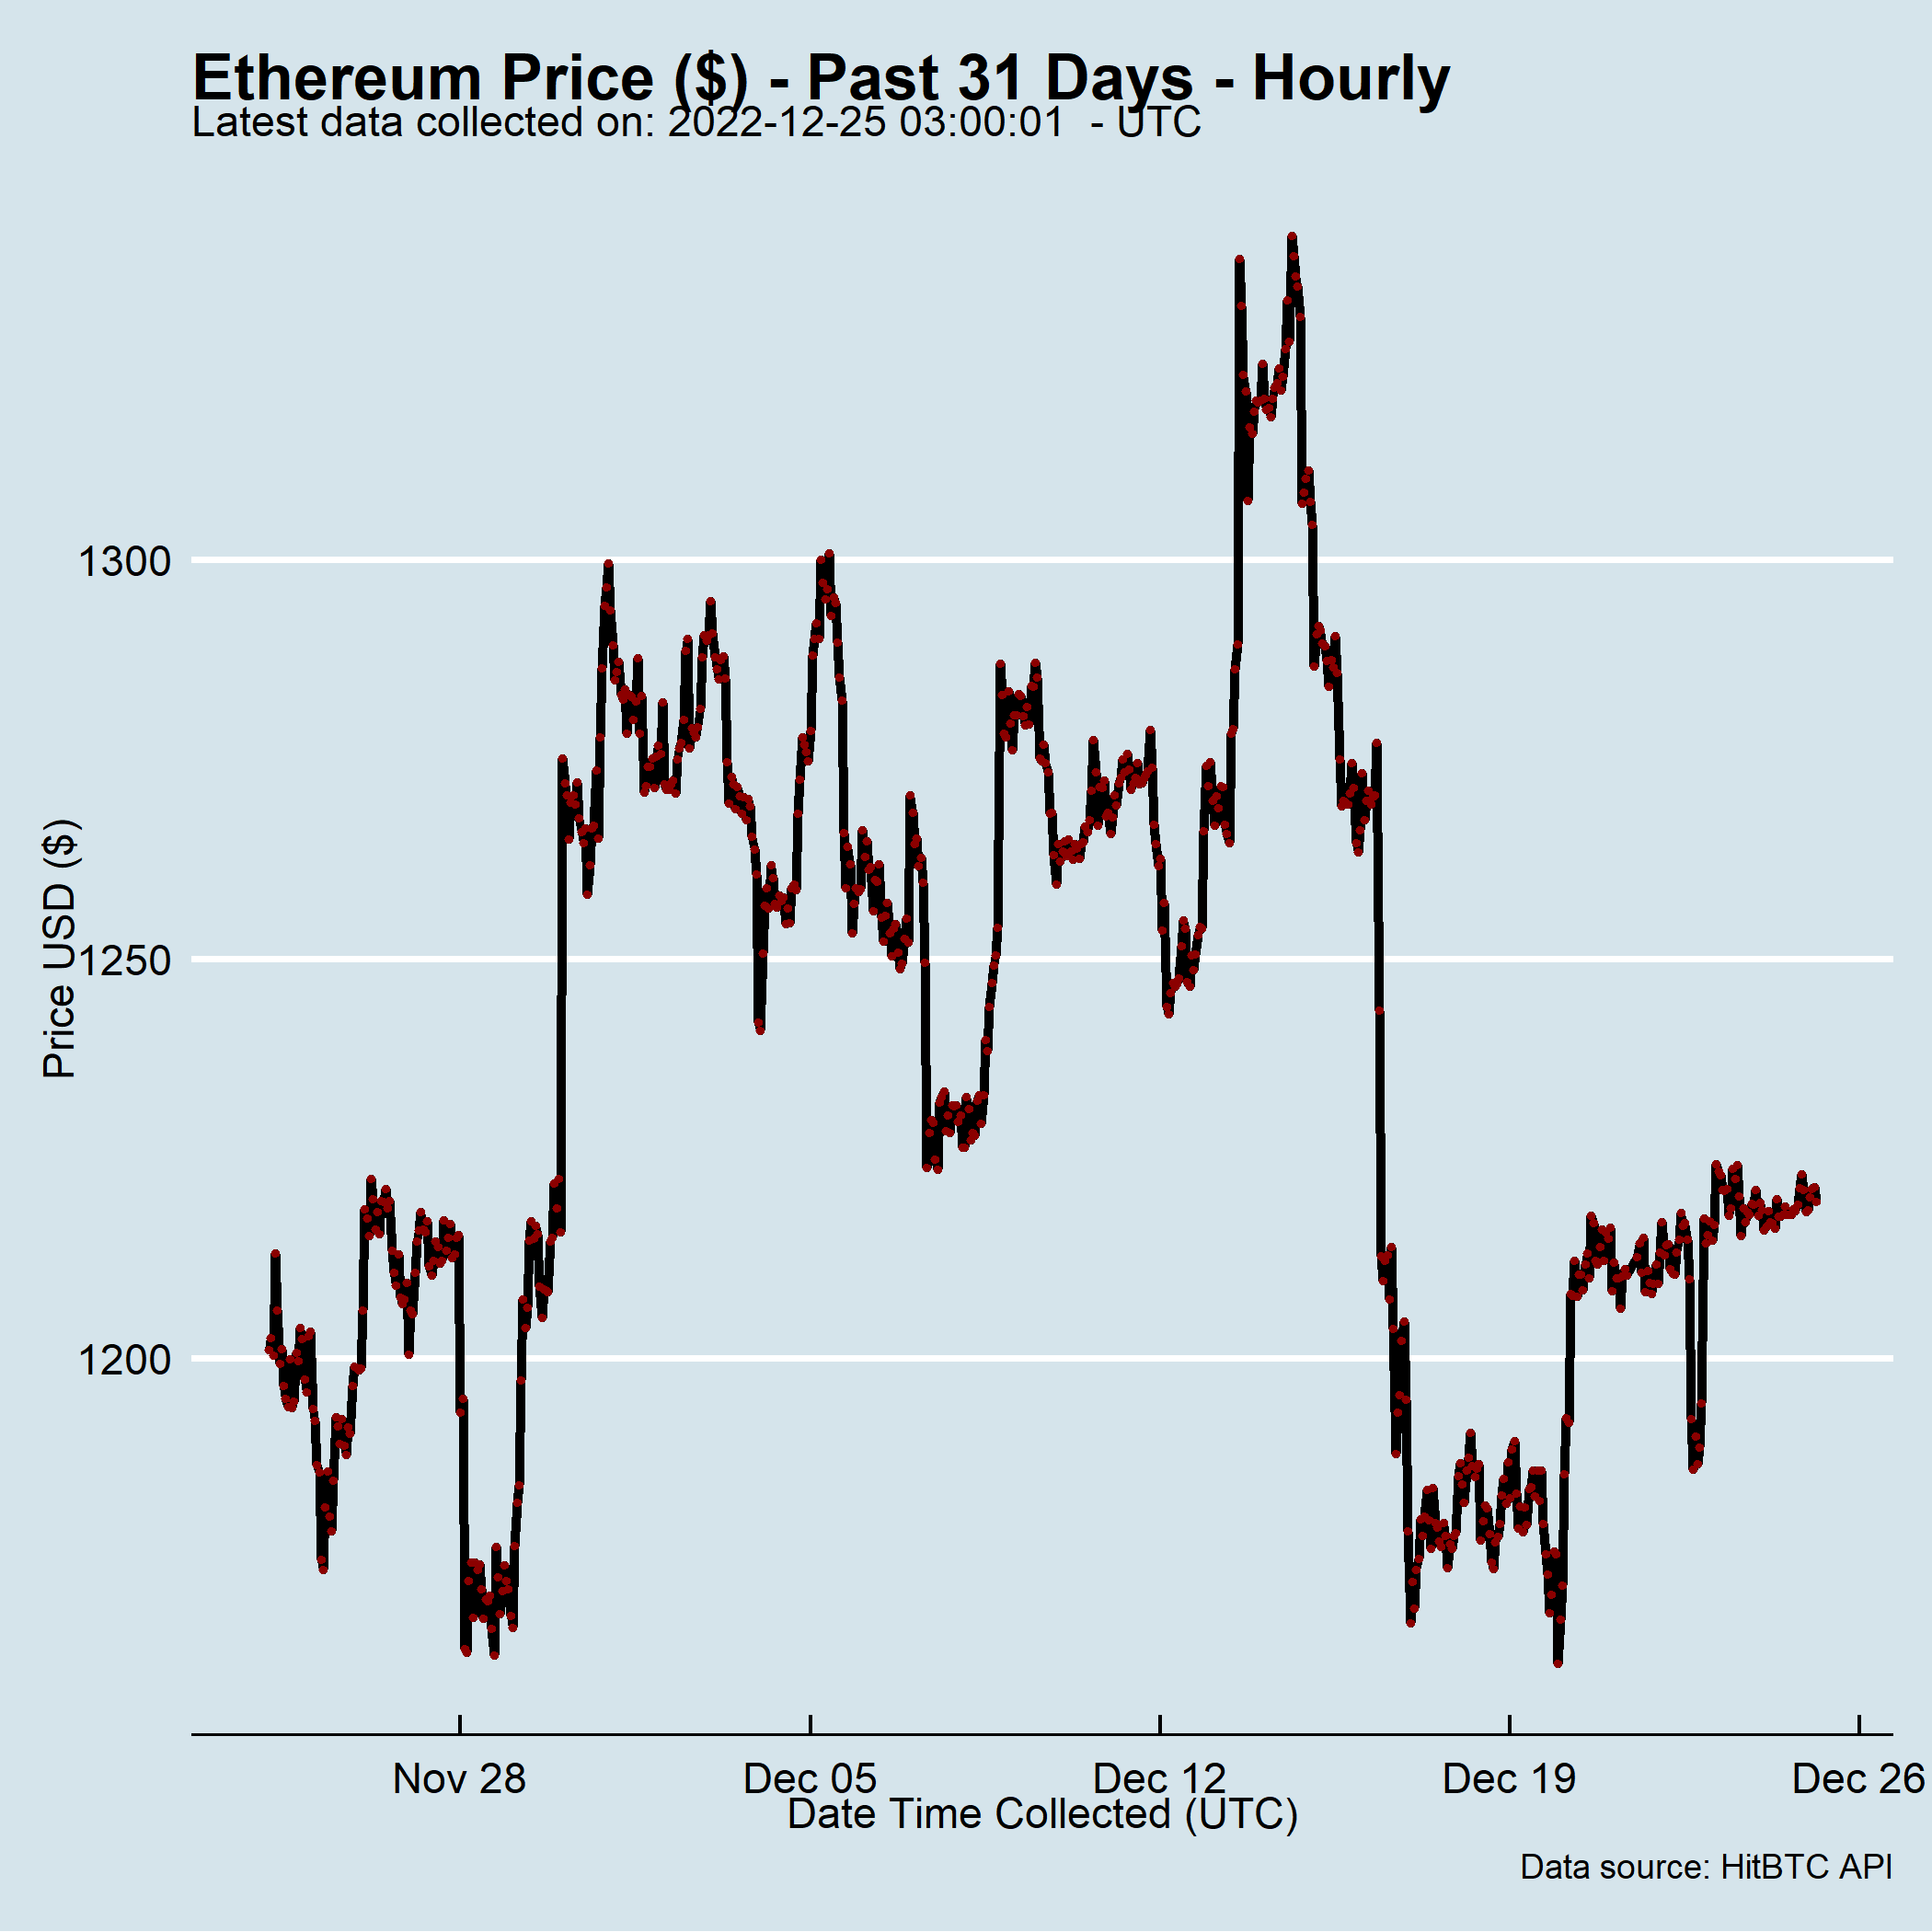 Ethereum Price ($) - Past 31 Days - Hourly
Latest data collected on: 2022-12-25 03:00:01  - UTC
1300
1250
1200
Price USD ($)
Nov 28
Dec 05
Dec 12
Dec 19
Dec 26
Date Time Collected (UTC)
Data source: HitBTC API